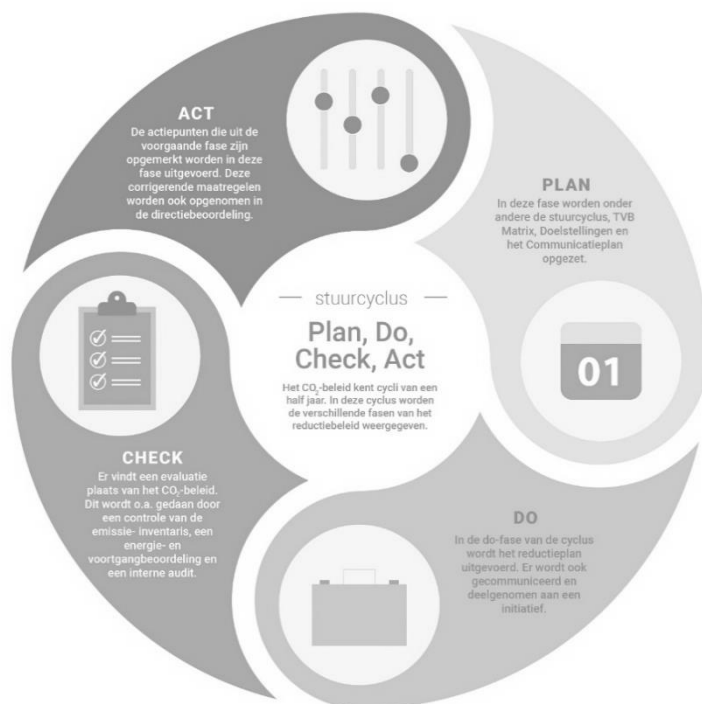 ACT
De actiepunten die uit de
voorgaande fase zijn
opgemerkt worden in deze
fase uitgevoerd. Deze
corrigerende maatregelen
worden ook opgenomen in
de directiebeoordeling.
PLAN
In deze fase worden onder
andere de stuurcyclus, TVB
Matrix, Doelstellingen en
het Communicatieplan
opgezet.
01
stuurcyclus
Plan, Do,
Check, Act
Het CO₂-beleid kent cycli van een
half jaar. In deze cyclus worden
de verschillende fasen van het
reductiebeleid weergegeven.
CHECK
Er vindt een evaluatie
plaats van het CO₂-beleid.
Dit wordt o.a. gedaan door
een controle van de
emissie- inventaris, een
energie- en
voortgangbeoordeling en
een interne audit.
DO
In de do-fase van de cyclus
wordt het reductieplan
uitgevoerd. Er wordt ook
gecommuniceerd en
deelgenomen aan een
initiatief.